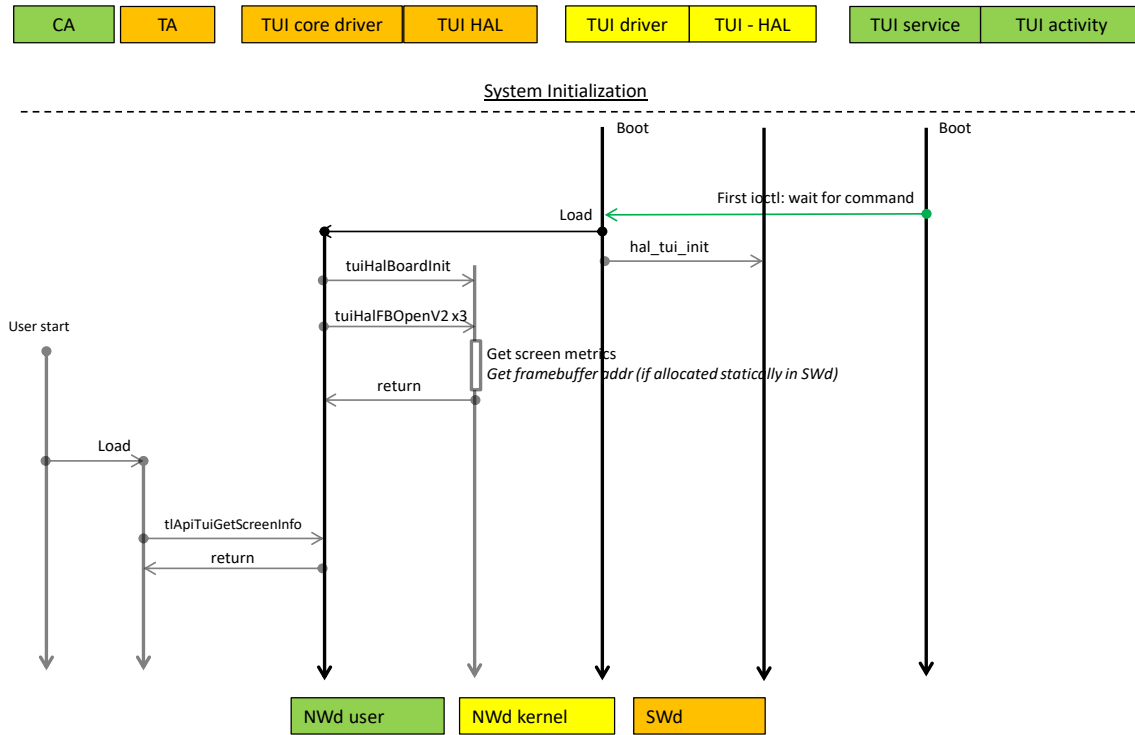 CA
TA
TUI core driver
TUI HAL
TUI driver
TUI - HAL
TUI service
TUI activity
System Initialization
Boot
Boot
First ioctl: wait for command
Load
hal_tui_init
tuiHalBoardInit
tuiHalFBOpenV2 x3
User start
Get screen metrics
Get framebuffer addr (if allocated statically in SWd)
return
Load
tlApiTuiGetScreenInfo
return
NWd user
NWd kernel
SWd